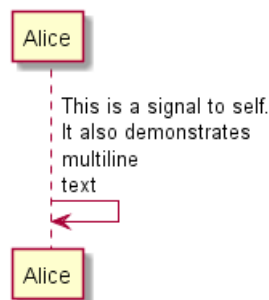 Alice
This is a signal to self.
It also demonstrates
multiline
text
Alice